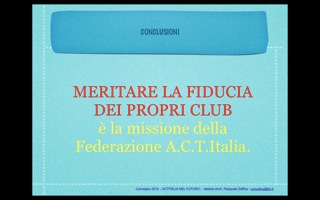 CONCLUSIONI
MERITARE LA FIDUCIA
DEI PROPRI CLUB
è la missione della
Federazione A.C.T.Italia.